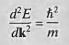 d²E/dk² = ħ²/m